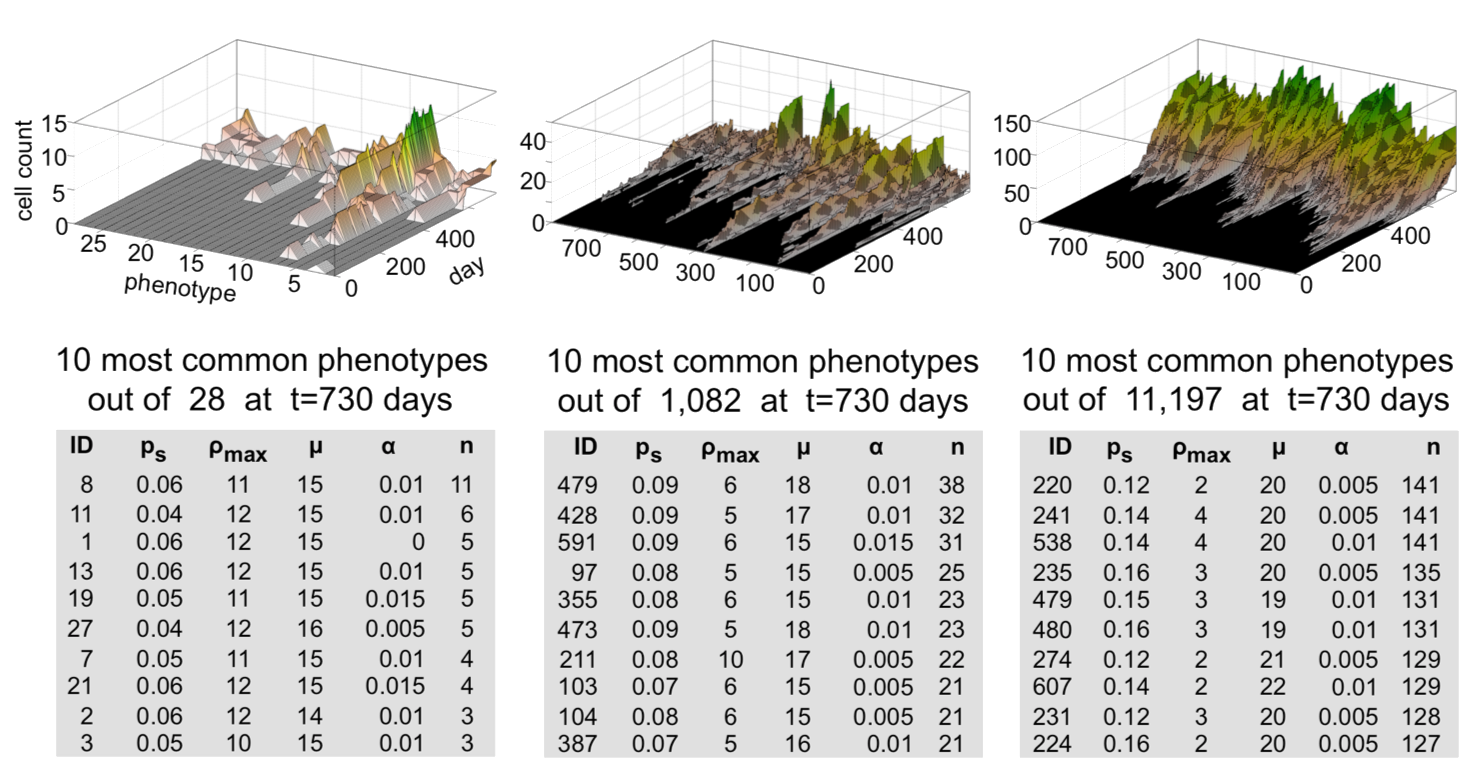 cell count
15
10
5
0
25
20
15
10
5
phenotype
0
200
400
day
40
20
0
700
500
300
100
0
200
400
150
100
50
0
700
500
300
100
0
200
400
10 most common phenotypes
out of 28 at t=730 days
ID ps ρmax μ α n
8 0.06 11 15 0.01 11
11 0.04 12 15 0.01 6
1 0.06 12 15 0 5
13 0.06 12 15 0.01 5
19 0.05 11 15 0.015 5
27 0.04 12 16 0.005 5
7 0.05 11 15 0.01 4
21 0.06 12 15 0.015 4
2 0.06 12 14 0.01 3
3 0.05 10 15 0.01 3
10 most common phenotypes
out of 1,082 at t=730 days
ID ps ρmax μ α n
479 0.09 6 18 0.01 38
428 0.09 5 17 0.01 32
591 0.09 6 15 0.015 31
97 0.08 5 15 0.005 25
355 0.08 6 15 0.01 23
473 0.09 5 18 0.01 23
211 0.08 10 17 0.005 22
103 0.07 6 15 0.005 21
104 0.08 6 15 0.005 21
387 0.07 5 16 0.01 21
10 most common phenotypes
out of 11,197 at t=730 days
ID ps ρmax μ α n
220 0.12 2 20 0.005 141
241 0.14 4 20 0.005 141
538 0.14 4 20 0.01 141
235 0.16 3 20 0.005 135
479 0.15 3 19 0.01 131
480 0.16 3 19 0.01 131
274 0.12 2 21 0.005 129
607 0.14 2 22 0.01 129
231 0.12 3 20 0.005 128
224 0.16 2 20 0.005 127